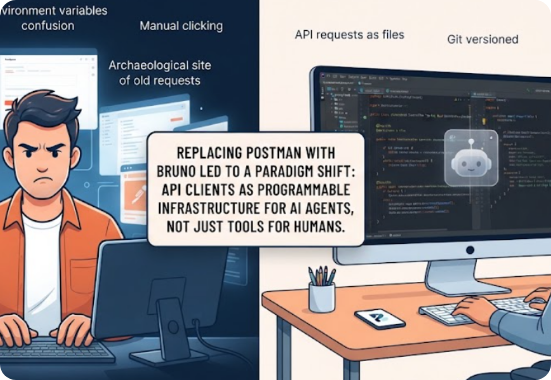 environment variables
confusion
Manual clicking
Archaeological site
of old requests
API requests as files
Git versioned
REPLACING POSTMAN WITH
BRUNO LED TO A PARADIGM SHIFT:
API CLIENTS AS PROGRAMMABLE
INFRASTRUCTURE FOR AI AGENTS,
NOT JUST TOOLS FOR HUMANS.